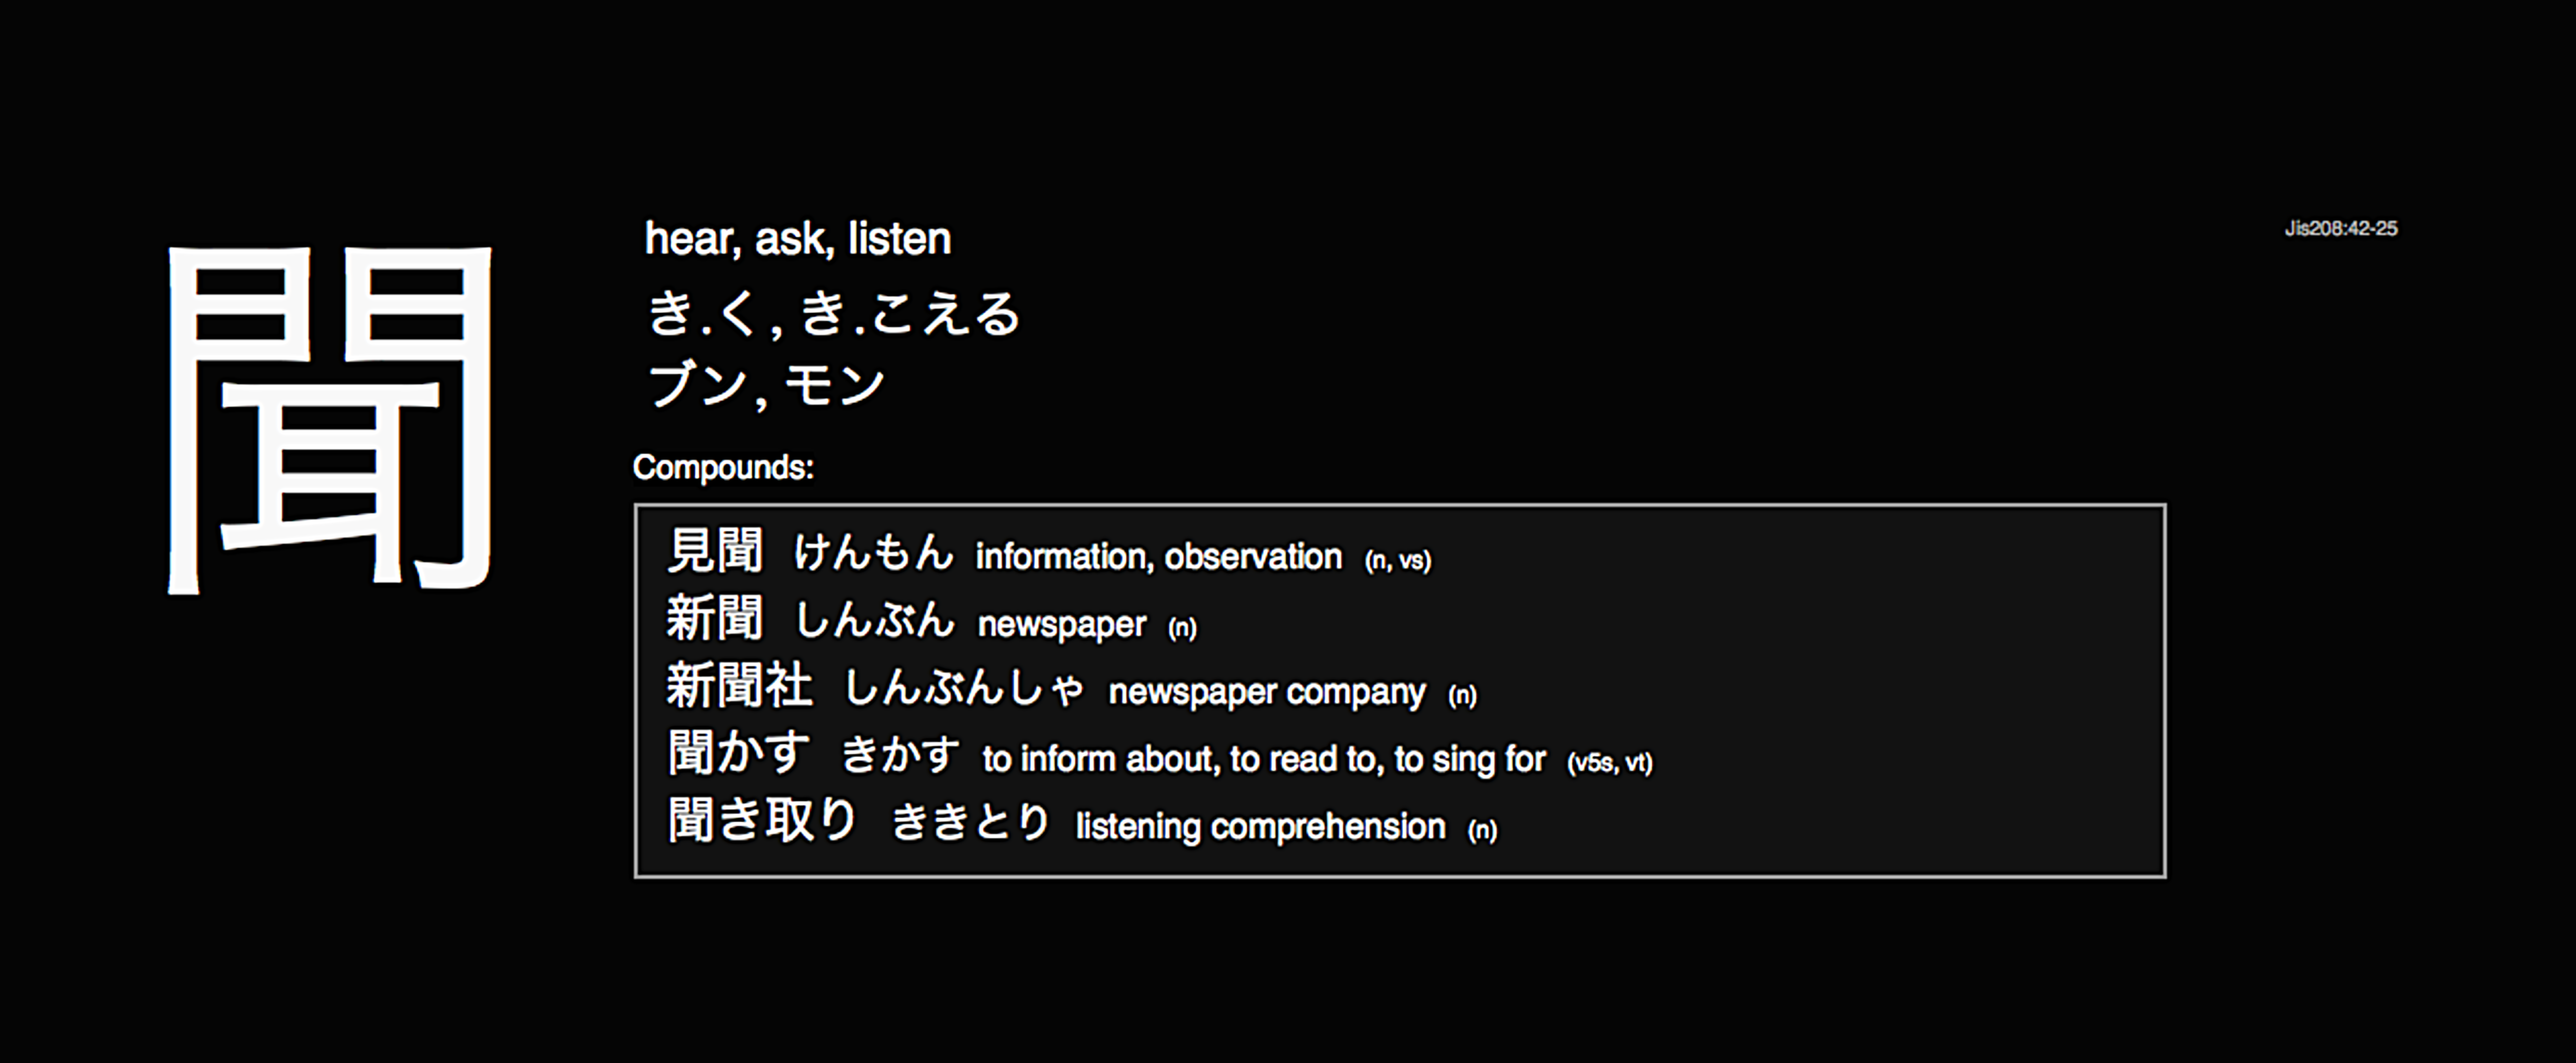 聞
hear, ask, listen
Jis208:42-25
き.く, き.こえる
ブン, モン
Compounds:
見聞 けんもん information, observation (n, vs)
新聞 しんぶん newspaper (n)
新聞社 しんぶんしゃ newspaper company (n)
聞かす きかす to inform about, to read to, to sing for (v5s, vt)
聞き取り ききとり listening comprehension (n)